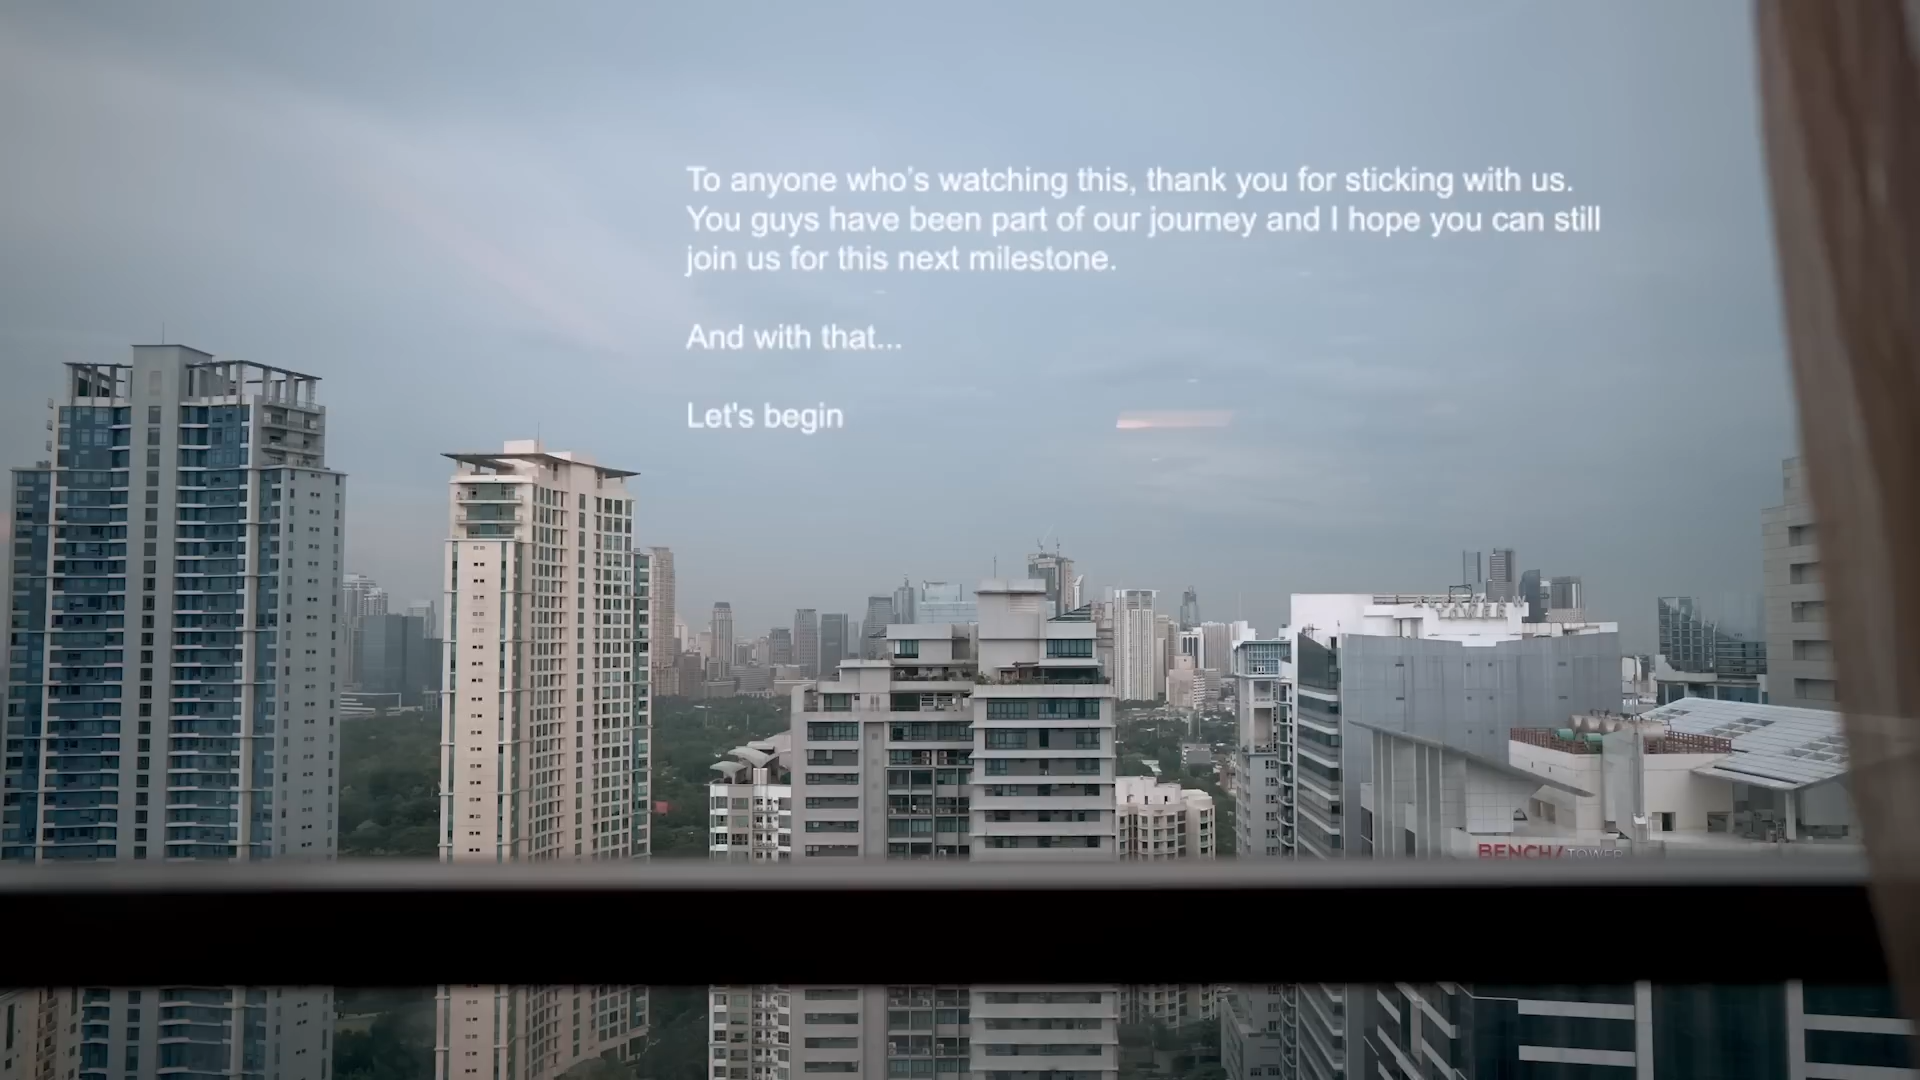 To anyone who's watching this, thank you for sticking with us.
You guys have been part of our journey and I hope you can still
join us for this next milestone.
And with that...
Let's begin
BENCH/ TOWER